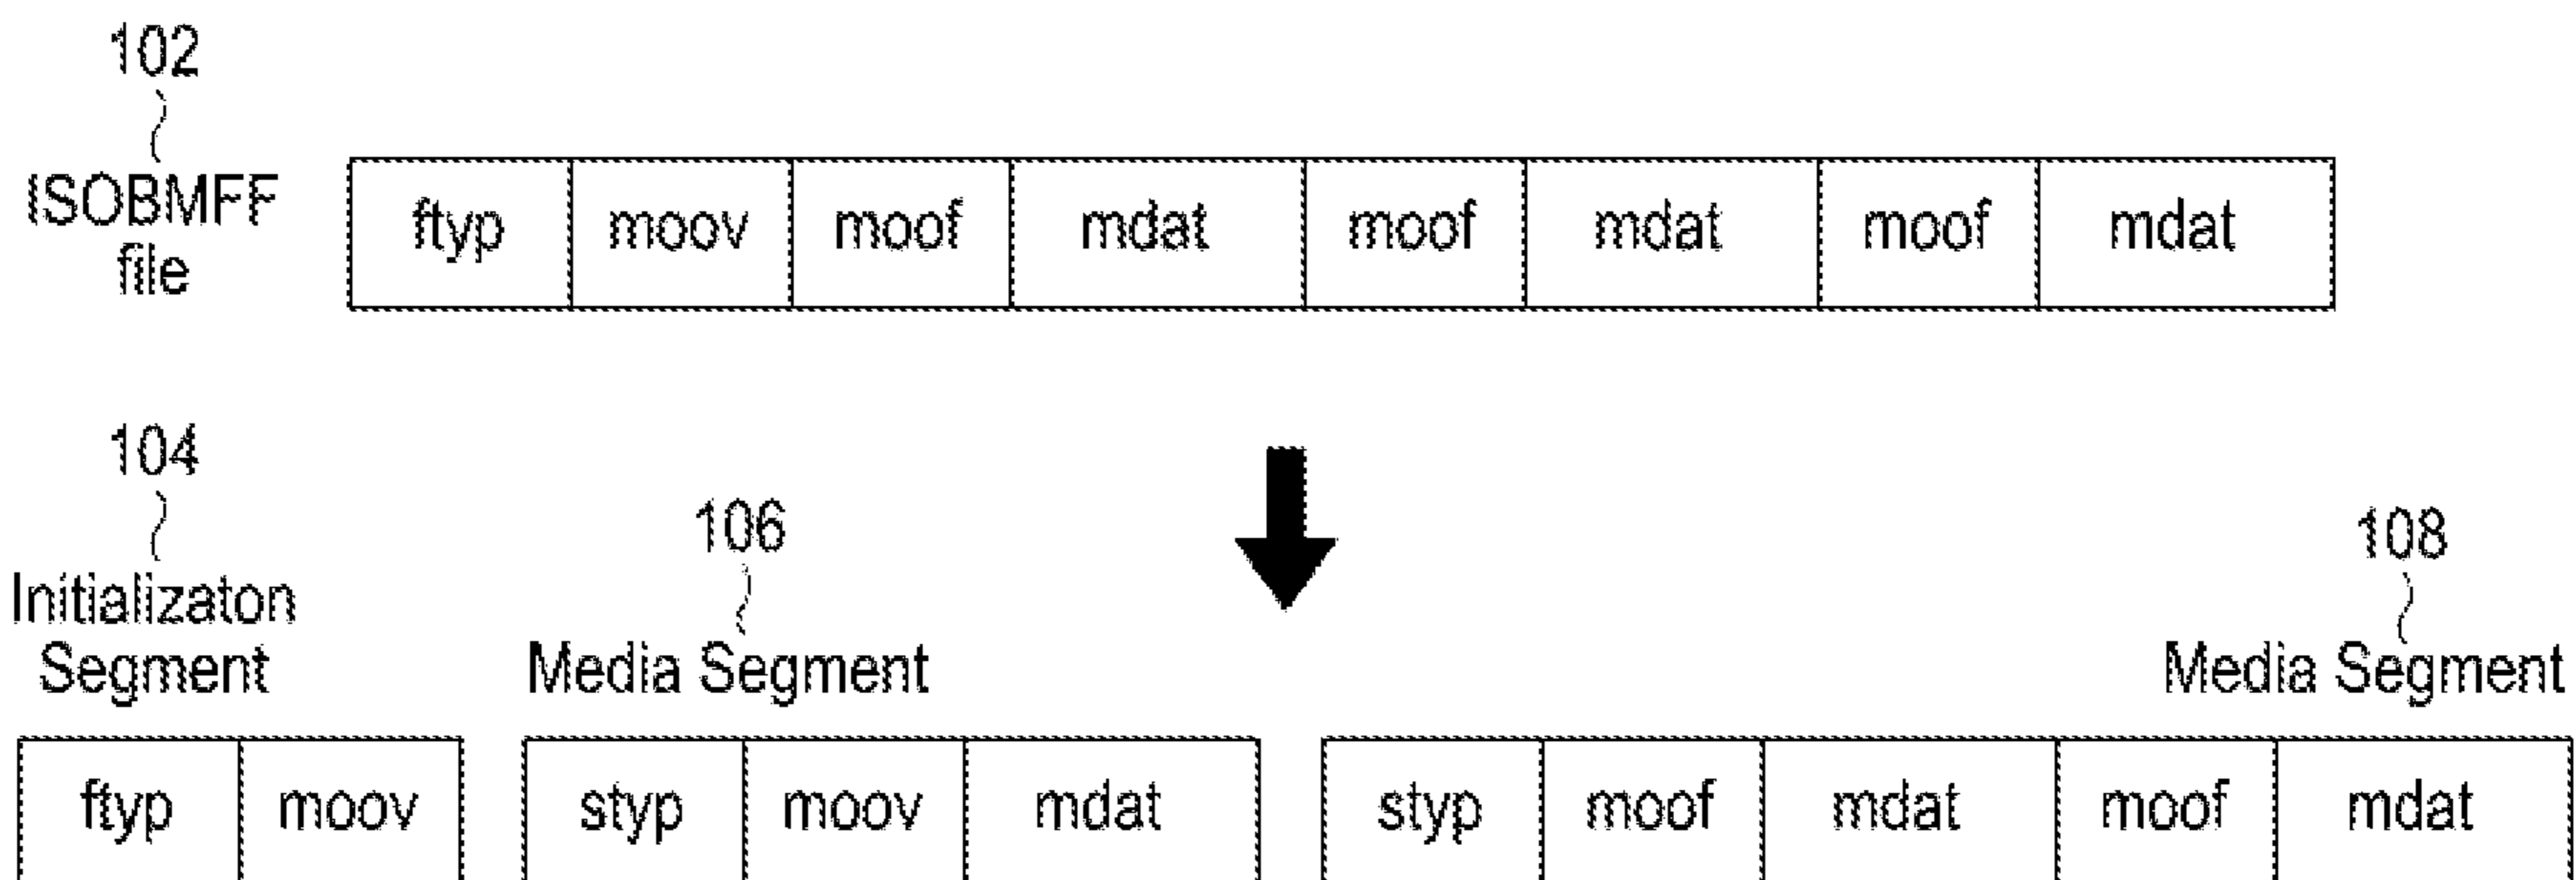 102
ISOBMFF
file
ftyp moov moof mdat moof mdat moof mdat
104
106
108
Initializaton
Segment
Media Segment
Media Segment
ftyp moov
styp moov mdat
styp moof mdat moof mdat